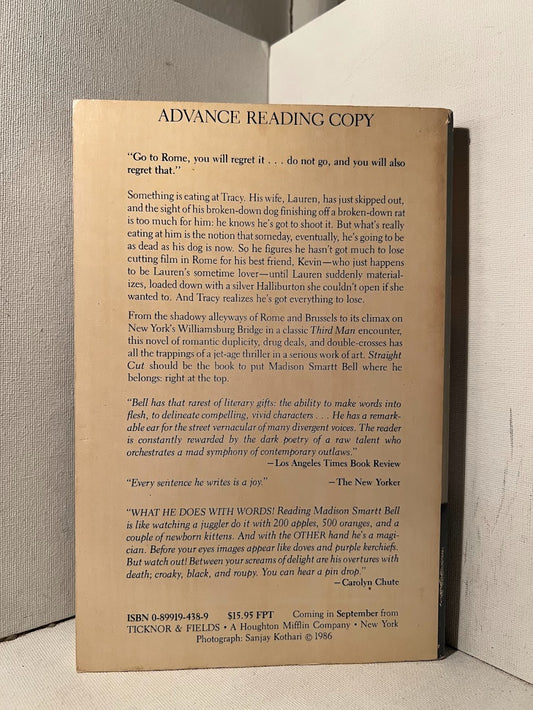 ADVANCE READING COPY
"Go to Rome, you will regret it . . . do not go, and you will also
regret that."
Something is eating at Tracy. His wife, Lauren, has just skipped out,
and the sight of his broken-down dog finishing off a broken-down rat
is too much for him: he knows he's got to shoot it. But what's really
eating at him is the notion that someday, eventually, he's going to be
as dead as his dog is now. So he figures he hasn't got much to lose
cutting film in Rome for his best friend, Kevin—who just happens
to be Lauren's sometime lover—until Lauren suddenly material-
izes, loaded down with a silver Halliburton she couldn't open if she
wanted to. And Tracy realizes he's got everything to lose.
From the shadowy alleyways of Rome and Brussels to its climax on
New York's Williamsburg Bridge in a classic Third Man encounter,
this novel of romantic duplicity, drug deals, and double-crosses has
all the trappings of a jet-age thriller in a serious work of art. Straight
Cut should be the book to put Madison Smartt Bell where he
belongs: right at the top.
"Bell has that rarest of literary gifts: the ability to make words into
flesh, to delineate compelling, vivid characters . . . He has a remark-
able ear for the street vernacular of many divergent voices. The reader
is constantly rewarded by the dark poetry of a raw talent who
orchestrates a mad symphony of contemporary outlaws."
—Los Angeles Times Book Review
"Every sentence he writes is a joy." —The New Yorker
"WHAT HE DOES WITH WORDS! Reading Madison Smartt Bell
is like watching a juggler do it with 200 apples, 500 oranges, and a
couple of newborn kittens. And with the OTHER hand he's a magi-
cian. Before your eyes images appear like doves and purple kerchiefs.
But watch out! Between your screams of delight are his overtures with
death; croaky, black, and roupy. You can hear a pin drop."
—Carolyn Chute
ISBN 0-89919-438-9 $15.95 FPT Coming in September from
TICKNOR & FIELDS • A Houghton Mifflin Company • New York
Photograph: Sanjay Kothari © 1986